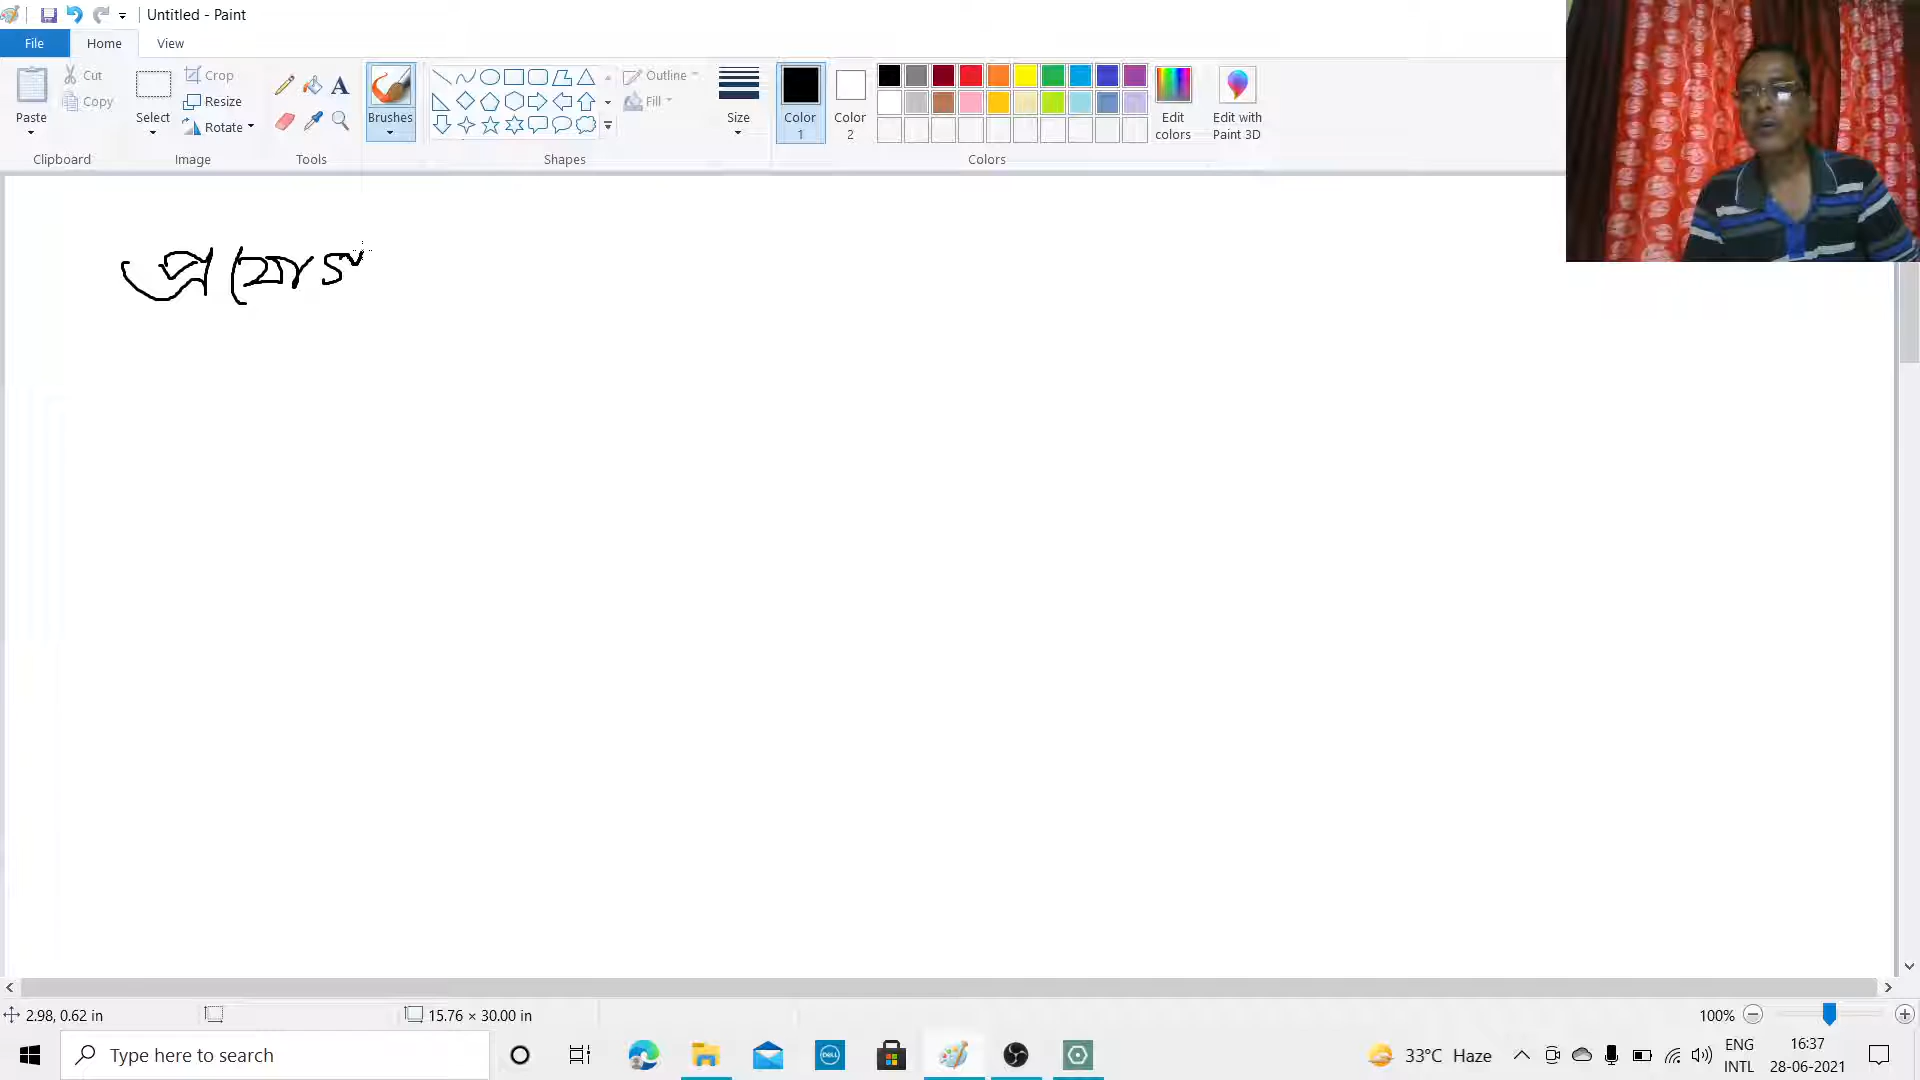 Untitled - Paint
File Home View
Paste Cut Copy Clipboard
Select Crop Resize Rotate Image
Tools
Brushes
Shapes
Outline Fill
Size
Color 1
Color 2
Colors
Edit colors
Edit with Paint 3D
2.98, 0.62 in 15.76 × 30.00 in 100%
Type here to search
DELL
33°C Haze
ENG INTL
16:37
28-06-2021